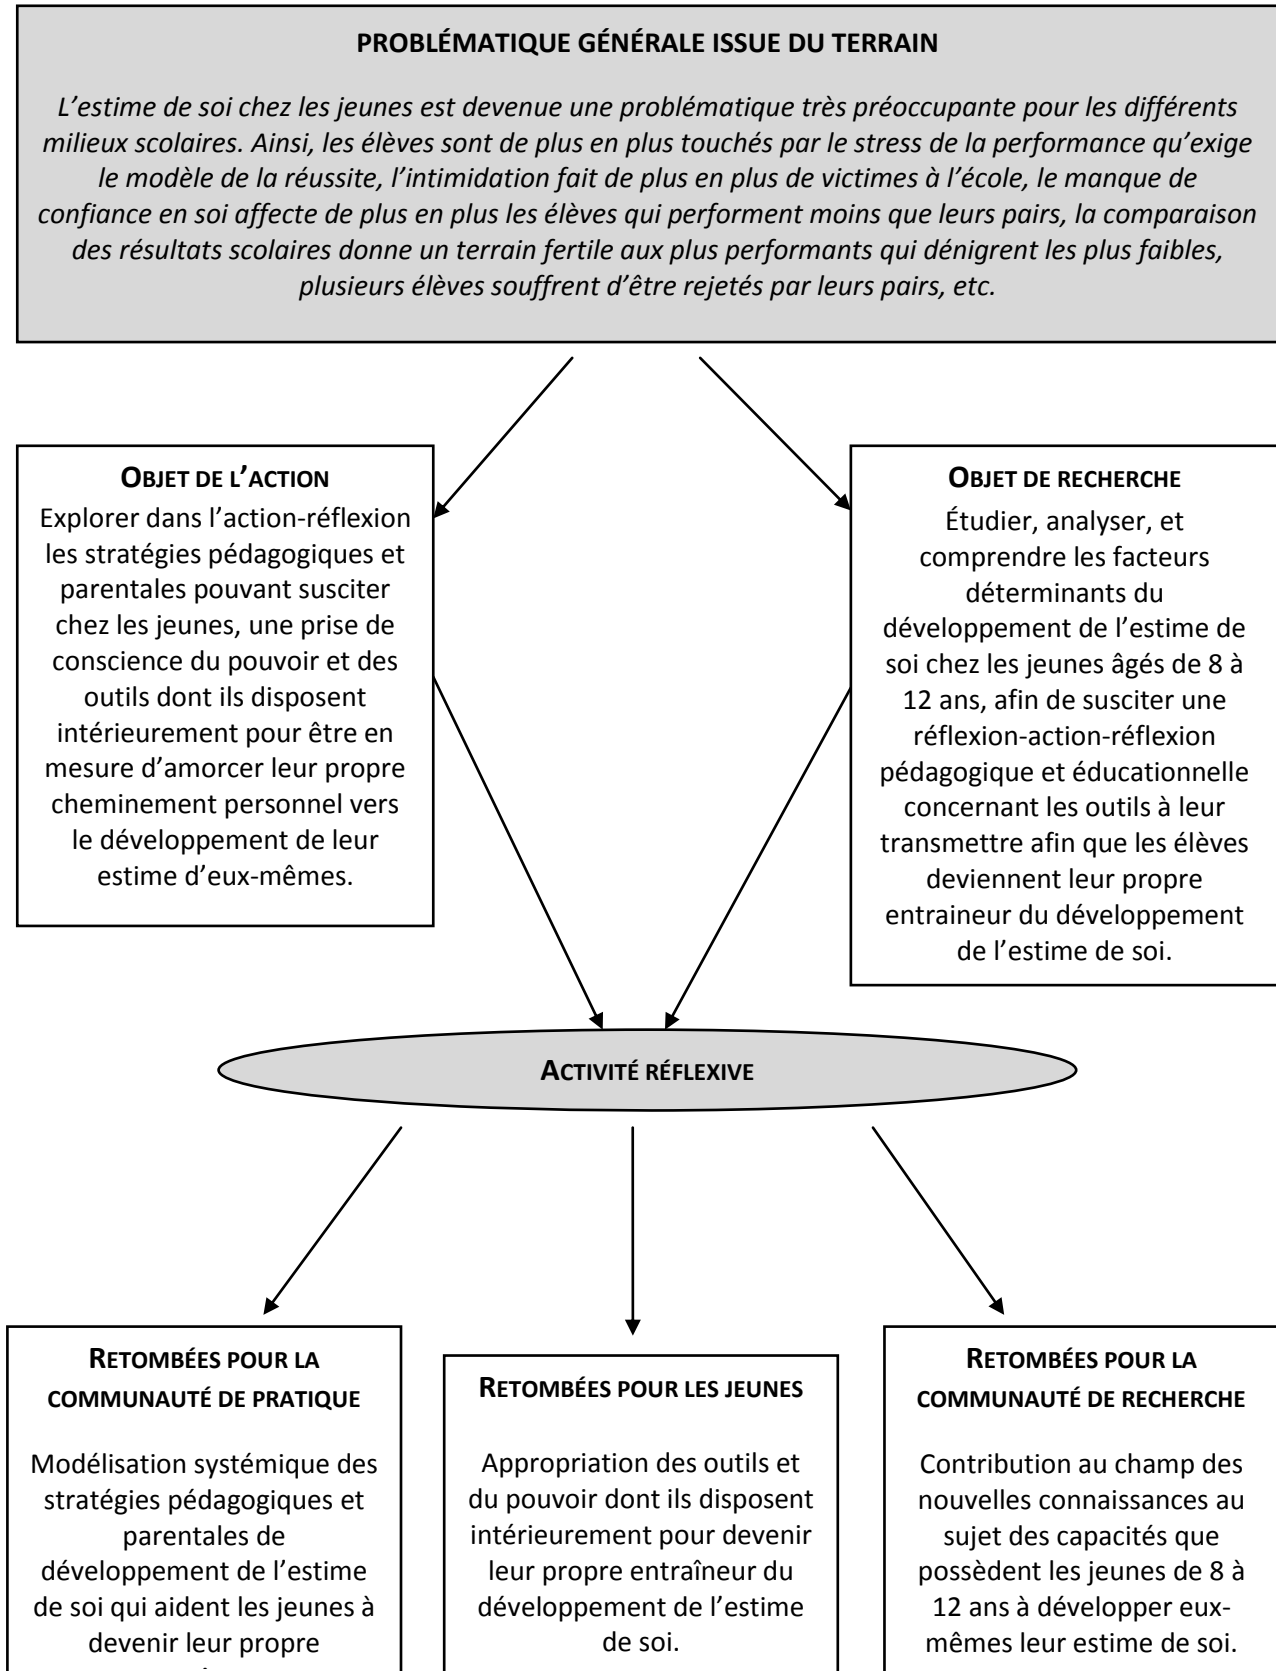 PROBLÉMATIQUE GÉNÉRALE ISSUE DU TERRAIN
L’estime de soi chez les jeunes est devenue une problématique très préoccupante pour les différents
milieux scolaires. Ainsi, les élèves sont de plus en plus touchés par le stress de la performance qu’exige
le modèle de la réussite, l’intimidation fait de plus en plus de victimes à l’école, le manque de
confiance en soi affecte de plus en plus les élèves qui performent moins que leurs pairs, la comparaison
des résultats scolaires donne un terrain fertile aux plus performants qui dénigrent les plus faibles,
plusieurs élèves souffrent d’être rejetés par leurs pairs, etc.
OBJET DE L’ACTION
Explorer dans l’action-réflexion
les stratégies pédagogiques et
parentales pouvant susciter
chez les jeunes, une prise de
conscience du pouvoir et des
outils dont ils disposent
intérieurement pour être en
mesure d’amorcer leur propre
cheminement personnel vers
le développement de leur
estime d’eux-mêmes.
OBJET DE RECHERCHE
Étudier, analyser, et
comprendre les facteurs
déterminants du
développement de l’estime de
soi chez les jeunes âgés de 8 à
12 ans, afin de susciter une
réflexion-action-réflexion
pédagogique et éducationnelle
concernant les outils à leur
transmettre afin que les élèves
deviennent leur propre
entraineur du développement
de l’estime de soi.
ACTIVITÉ RÉFLEXIVE
RETOMBÉES POUR LA
COMMUNAUTÉ DE PRATIQUE
Modélisation systémique des
stratégies pédagogiques et
parentales de
développement de l’estime
de soi qui aident les jeunes à
devenir leur propre
RETOMBÉES POUR LES JEUNES
Appropriation des outils et
du pouvoir dont ils disposent
intérieurement pour devenir
leur propre entraîneur du
développement de l’estime
de soi.
RETOMBÉES POUR LA
COMMUNAUTÉ DE RECHERCHE
Contribution au champ des
nouvelles connaissances au
sujet des capacités que
possèdent les jeunes de 8 à
12 ans à développer eux-
mêmes leur estime de soi.